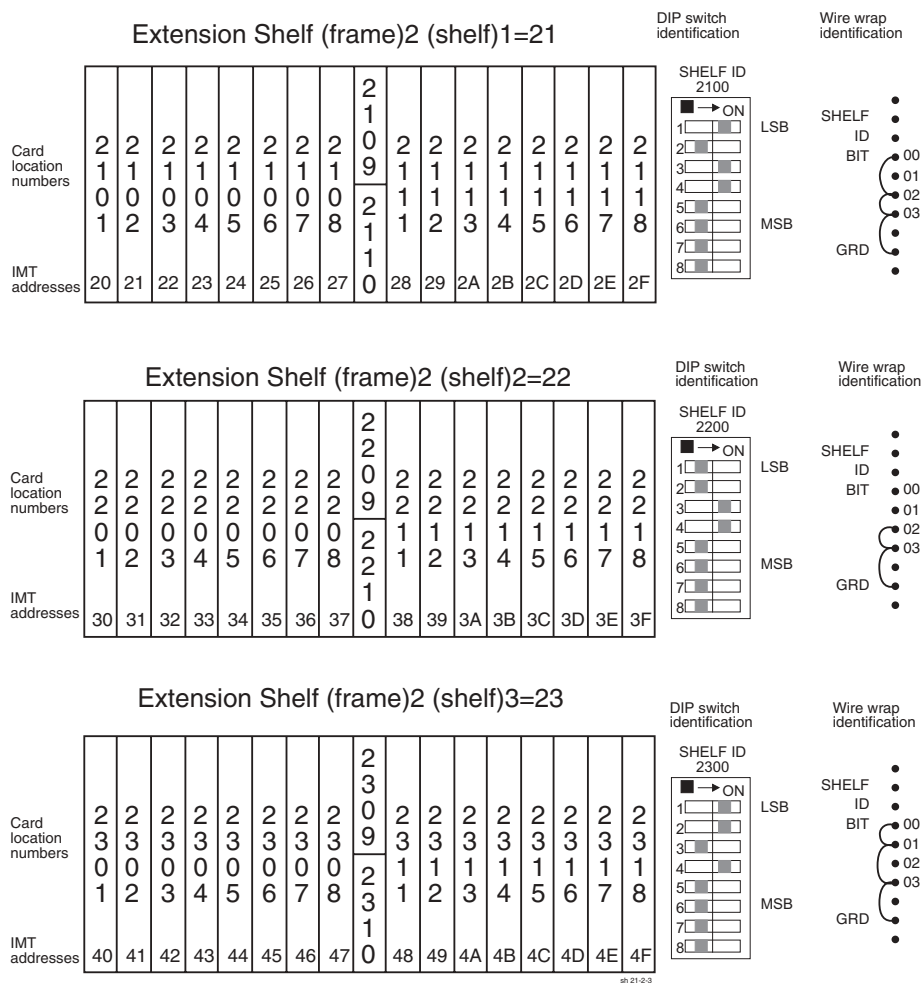 Extension Shelf (frame)2 (shelf)1=21
DIP switch
identification
Wire wrap
identification
SHELF ID
2100
ON
Card
location
numbers
2101 2102 2103 2104 2105 2106 2107 2108 2109 2110 2111 2112 2113 2114 2115 2116 2117 2118
IMT
addresses
20 21 22 23 24 25 26 27 28 29 2A 2B 2C 2D 2E 2F
1 LSB
2
3
4
5
6 MSB
7
8
SHELF
ID
BIT 00
01
02
03
GRD
Extension Shelf (frame)2 (shelf)2=22
DIP switch
identification
Wire wrap
identification
SHELF ID
2200
ON
Card
location
numbers
2201 2202 2203 2204 2205 2206 2207 2208 2209 2210 2211 2212 2213 2214 2215 2216 2217 2218
IMT
addresses
30 31 32 33 34 35 36 37 38 39 3A 3B 3C 3D 3E 3F
1 LSB
2
3
4
5
6 MSB
7
8
SHELF
ID
BIT 00
01
02
03
GRD
Extension Shelf (frame)2 (shelf)3=23
DIP switch
identification
Wire wrap
identification
SHELF ID
2300
ON
Card
location
numbers
2301 2302 2303 2304 2305 2306 2307 2308 2309 2310 2311 2312 2313 2314 2315 2316 2317 2318
IMT
addresses
40 41 42 43 44 45 46 47 48 49 4A 4B 4C 4D 4E 4F
1 LSB
2
3
4
5
6 MSB
7
8
SHELF
ID
BIT 00
01
02
03
GRD
sh 21-2-3